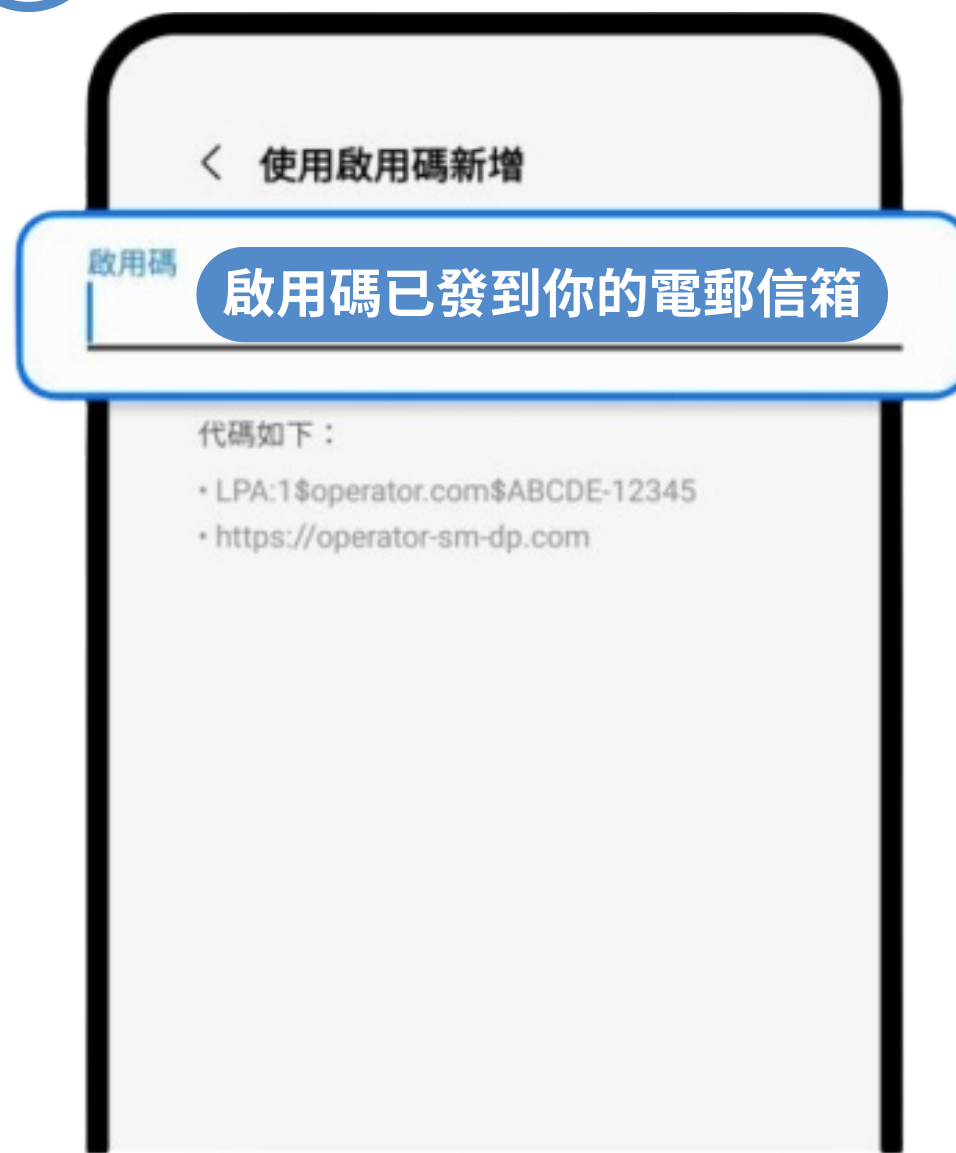 使用啟用碼新增
啟用碼
啟用碼已發到你的電郵信箱
代碼如下：
• LPA:1$operator.com$ABCDE-12345
• https://operator-sm-dp.com